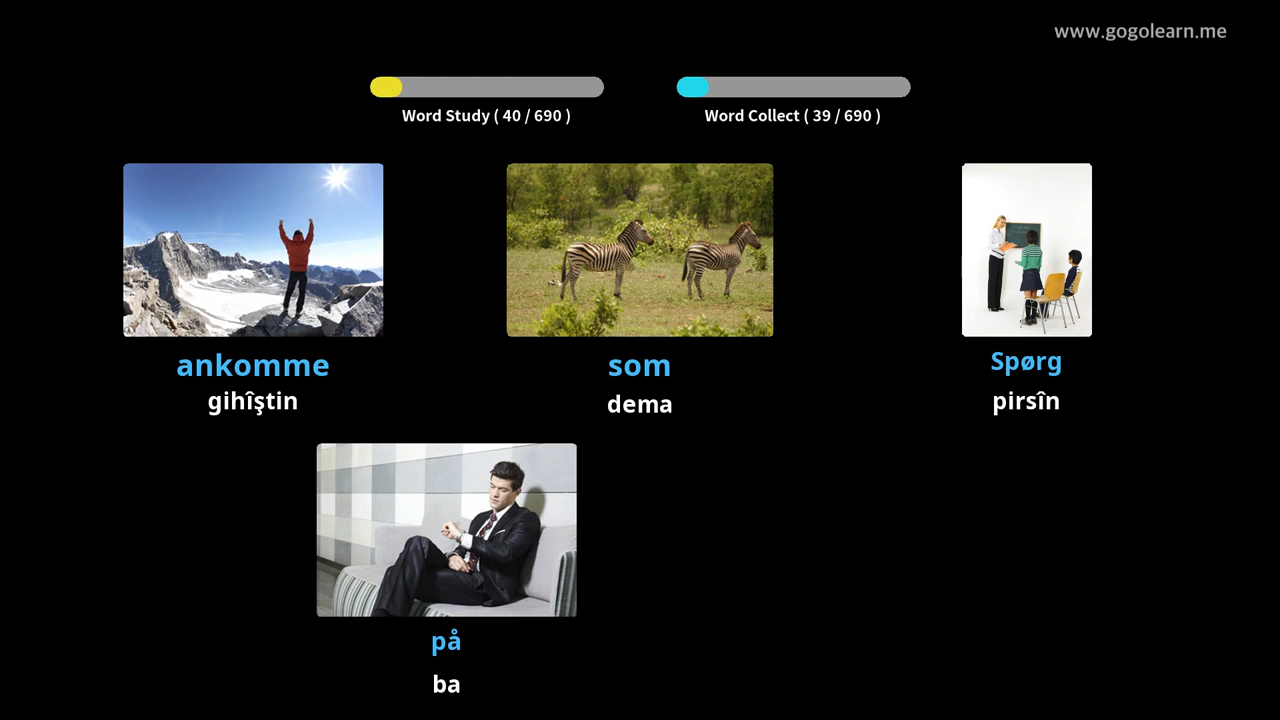 www.gogolearn.me
Word Study ( 40 / 690 )
Word Collect ( 39 / 690 )
ankomme
gihîştin
som
dema
Spørg
pirsîn
på
ba